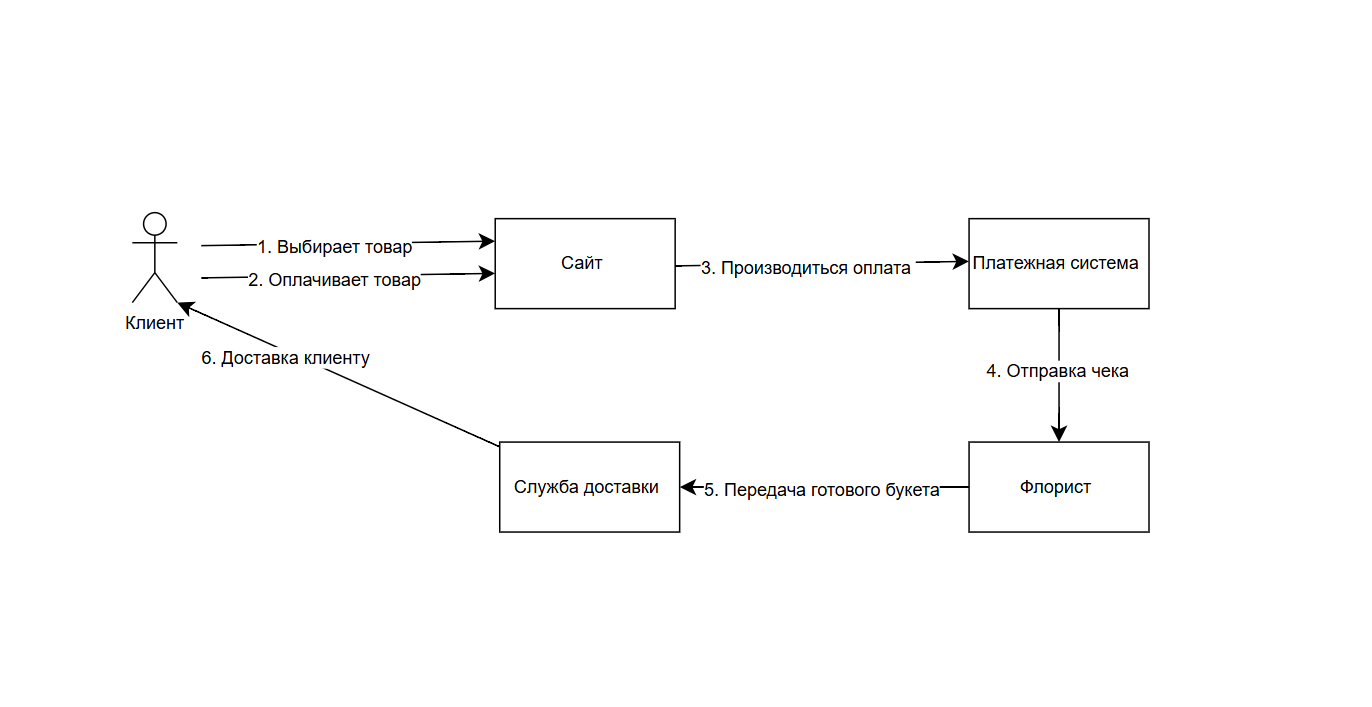 1. Выбирает товар
Сайт
3. Производиться оплата
Платежная система
2. Оплачивает товар
Клиент
6. Доставка клиенту
4. Отправка чека
Служба доставки
5. Передача готового букета
Флорист